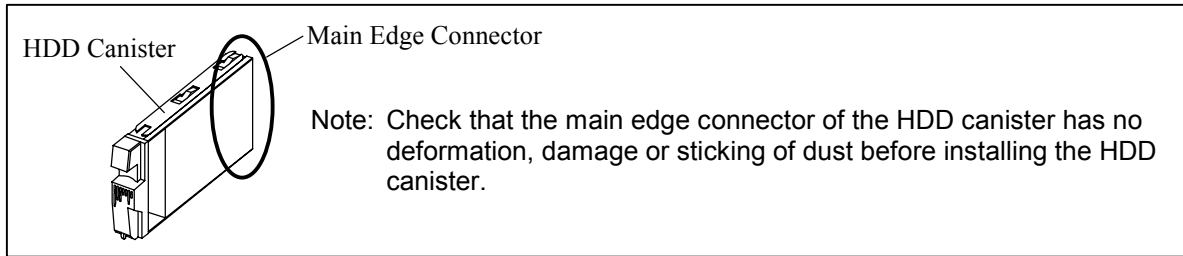 HDD Canister
Main Edge Connector
Note: Check that the main edge connector of the HDD canister has no
deformation, damage or sticking of dust before installing the HDD
canister.